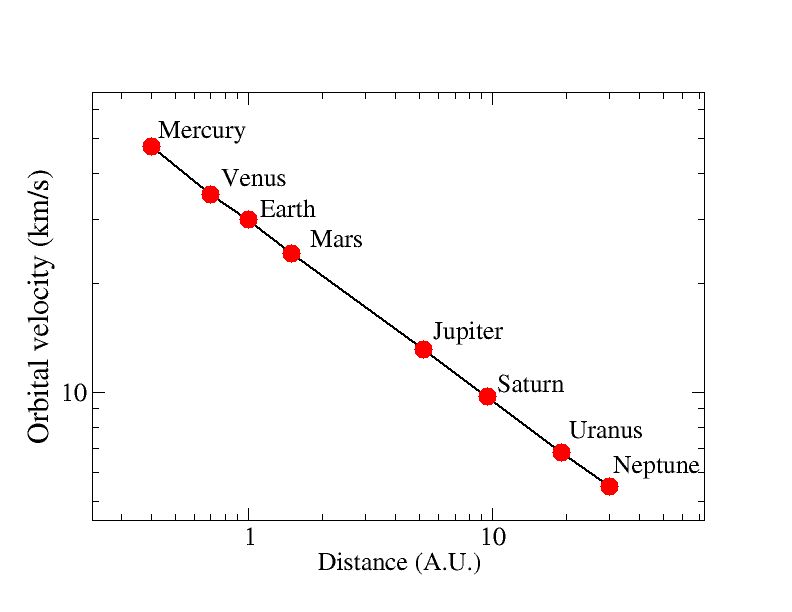 Mercury
Venus
Earth
Mars
Jupiter
Saturn
Uranus
Neptune
Orbital velocity (km/s)
10
1
10
Distance (A.U.)